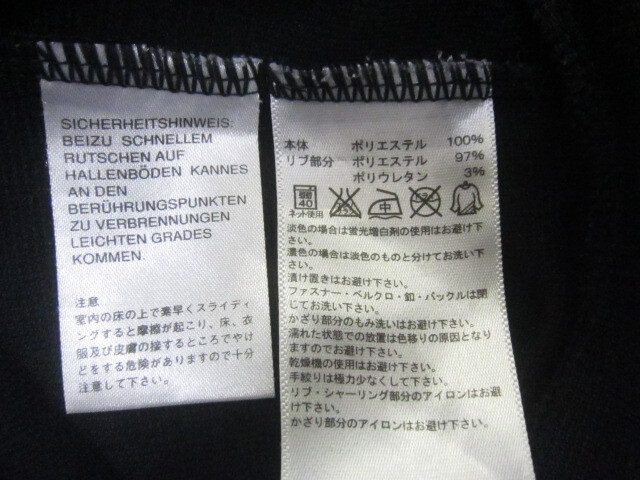 SICHERHEITSHINWEIS:
BEIZU SCHNELLEM
RUTSCHEN AUF
HALLENBÖDEN KANNES
AN DEN
BERÜHRUNGSPUNKTEN
ZU VERBRENNUNGEN
LEICHTEN GRADES
KOMMEN.
注意
室内の床の上で素早くスライディ
ングすると摩擦が起こり、床、衣
服及び皮膚の接するところでやけ
どをする危険がありますので十分
注意して下さい。
本体 ポリエステル 100%
リブ部分 ポリエステル 97%
ポリウレタン 3%
弱
40
中
ネット使用
淡色の場合は蛍光増白剤の使用はお避け下
さい。
濃色の場合は淡色のものと分けてお洗い下
さい。
漬け置きはお避け下さい。
ファスナー・ベルクロ・釦・バックルは閉
じてお洗い下さい。
かざり部分のもみ洗いはお避け下さい。
濡れた状態での放置は色移りの原因となり
ますのでお避け下さい。
乾燥機の使用はお避け下さい。
手絞りは極力少なくして下さい。
リブ・シャーリング部分のアイロンはお避
け下さい。
かざり部分のアイロンはお避け下さい。